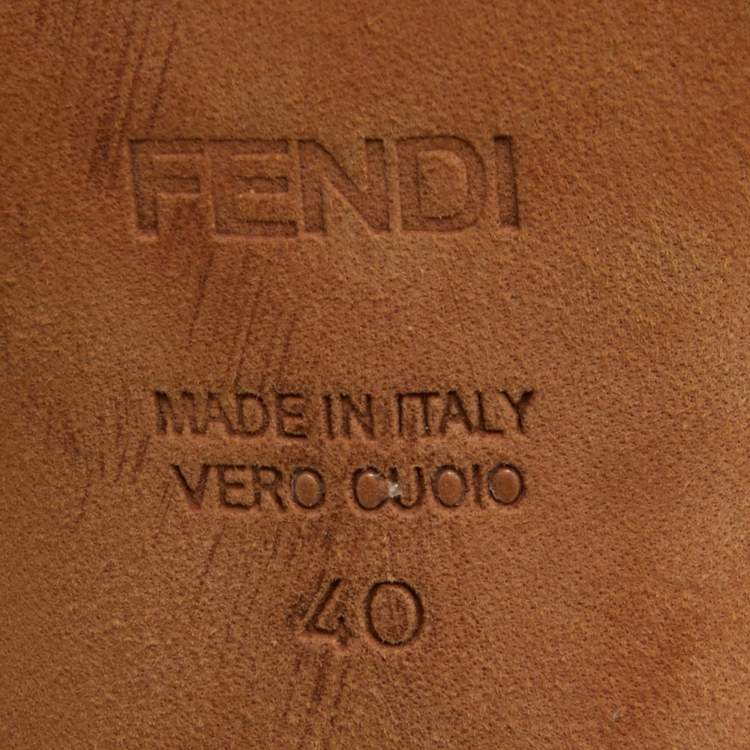 FENDI
MADE IN ITALY
VERO CUOIO
40